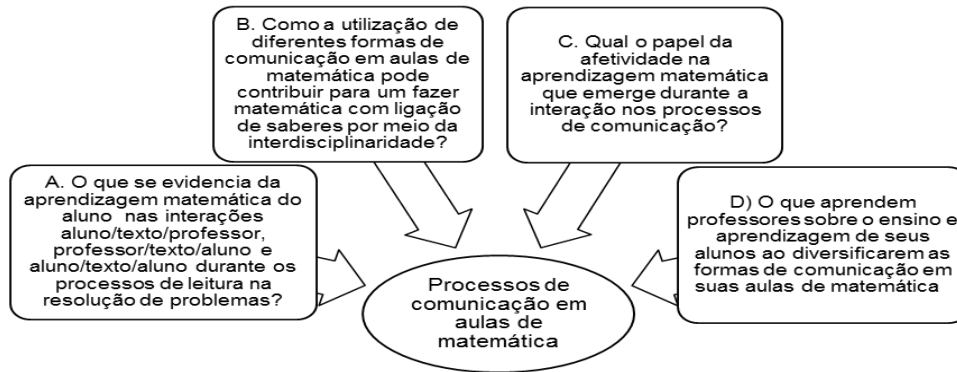 A. O que se evidencia da
aprendizagem matemática do
aluno nas interações
aluno/texto/professor,
professor/texto/aluno e
aluno/texto/aluno durante os
processos de leitura na
resolução de problemas?
B. Como a utilização de
diferentes formas de
comunicação em aulas de
matemática pode
contribuir para um fazer
matemática com ligação
de saberes por meio da
interdisciplinaridade?
C. Qual o papel da
afetividade na
aprendizagem matemática
que emerge durante a
interação nos processos
de comunicação?
D) O que aprendem
professores sobre o ensino e
aprendizagem de seus
alunos ao diversificarem as
formas de comunicação em
suas aulas de matemática
Processos de
comunicação em
aulas de
matemática